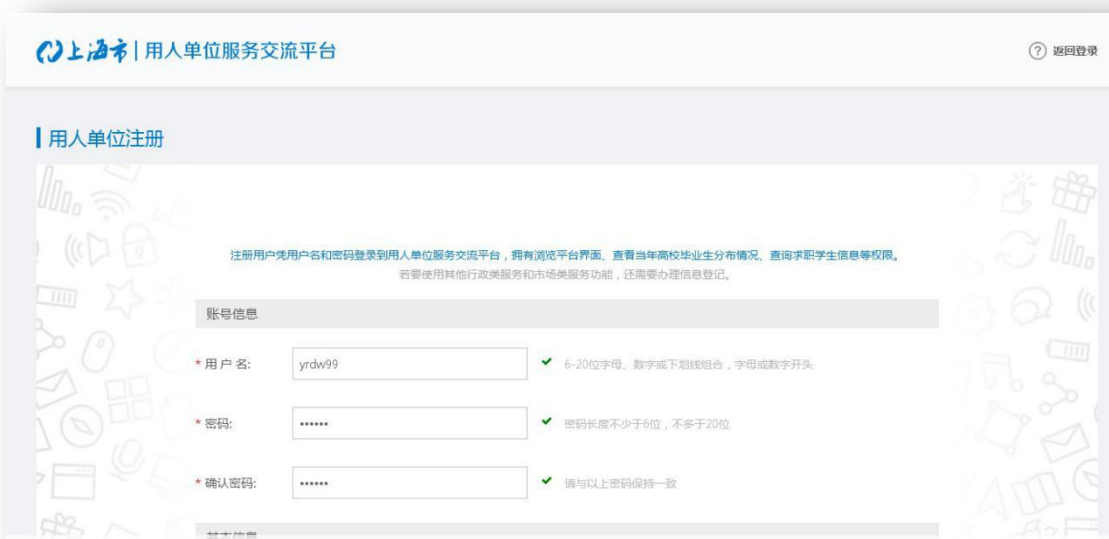 上海市|用人单位服务交流平台
? 返回登录
用人单位注册
注册用户凭用户名和密码登录到用人单位服务交流平台，拥有浏览平台界面、查看当年高校毕业生分布情况、查询求职学生信息等权限。
若要使用其他行政类服务和市场类服务功能，还需要办理信息登记。
账号信息
* 用 户 名: yrdw99 6-20位字母、数字或下划线组合，字母或数字开头
* 密码: •••••• 密码长度不少于6位，不多于20位
* 确认密码: •••••• 请与以上密码保持一致
基本信息